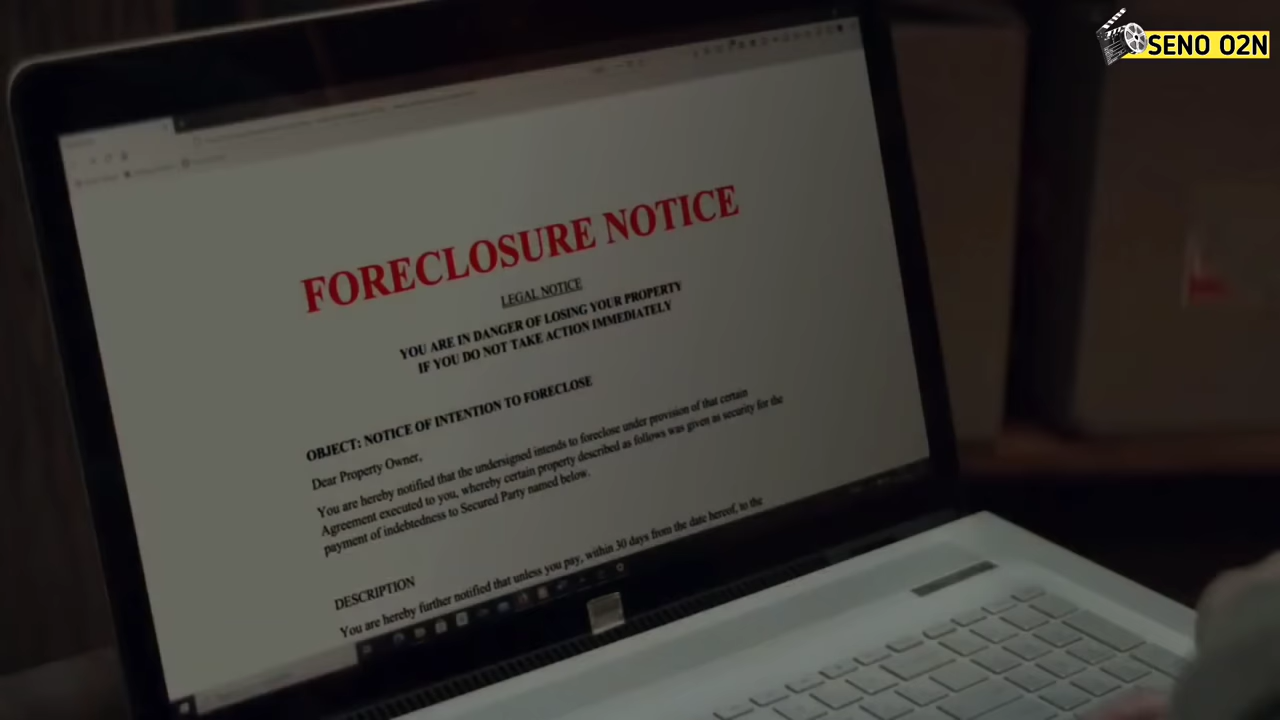 SENO O2N
FORECLOSURE NOTICE
LEGAL NOTICE
YOU ARE IN DANGER OF LOSING YOUR PROPERTY
IF YOU DO NOT TAKE ACTION IMMEDIATELY
OBJECT: NOTICE OF INTENTION TO FORECLOSE
Dear Property Owner,
You are hereby notified that the undersigned intends to foreclose under provision of that certain
Agreement executed to you, whereby certain property described as follows was given as security for the
payment of indebtedness to Secured Party named below.
DESCRIPTION
You are hereby further notified that unless you pay, within 30 days from the date hereof, to the